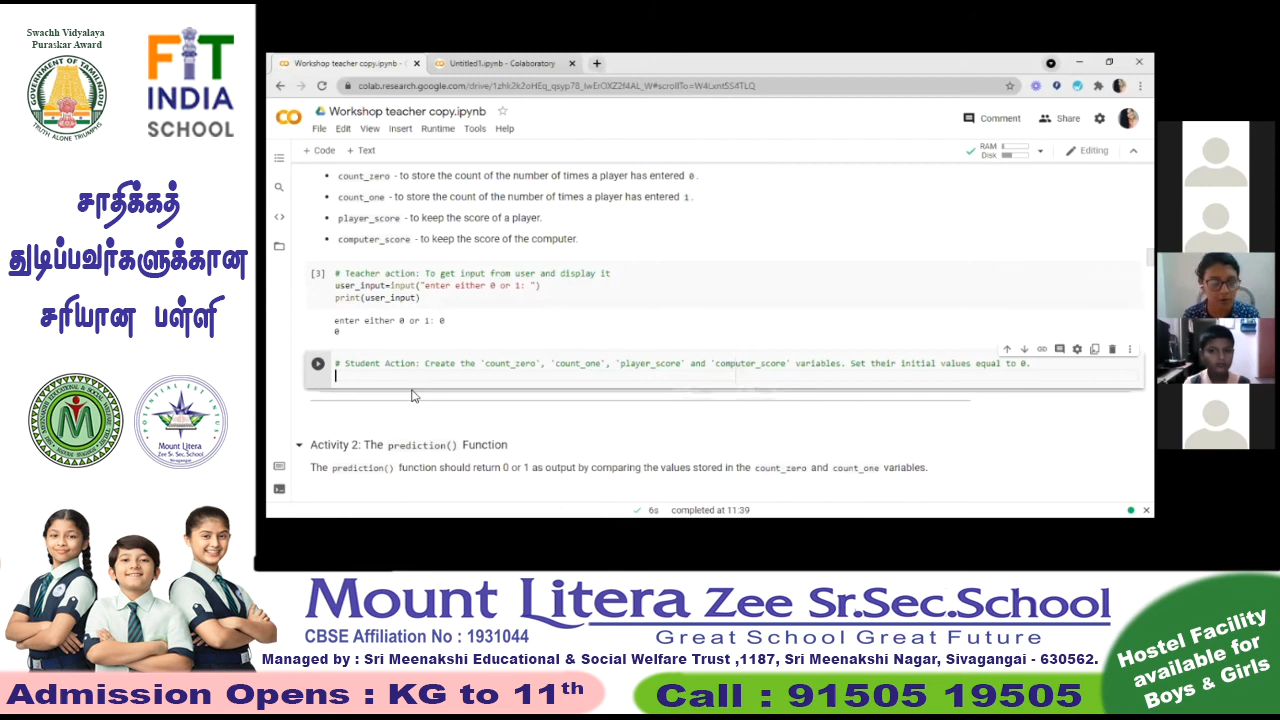 Swachh Vidyalaya
Puraskar Award
GOVERNMENT OF TAMILNADU
TRUTH ALONE TRIUMPHS
FIT
INDIA
SCHOOL
சாதிக்கத்
துடிப்பவர்களுக்கான
சரியான பள்ளி
Mount Litera
Zee Sr. Sec. School
Sivagangai
Workshop teacher copy.ipynb - C
Untitled1.ipynb - Colaboratory
colab.research.google.com/drive/1zhk2k2oHEq_qsyp78_lwErOXZ2f4AL_W#scrollTo=W4LxntSS4TLQ
Workshop teacher copy.ipynb
Comment
Share
File Edit View Insert Runtime Tools Help
+ Code + Text
RAM
Disk
Editing
• count_zero - to store the count of the number of times a player has entered 0.
• count_one - to store the count of the number of times a player has entered 1.
• player_score - to keep the score of a player.
• computer_score - to keep the score of the computer.
[3] # Teacher action: To get input from user and display it
user_input=input("enter either 0 or 1: ")
print(user_input)
enter either 0 or 1: 0
0
# Student Action: Create the 'count_zero', 'count_one', 'player_score' and 'computer_score' variables. Set their initial values equal to 0.
Activity 2: The prediction() Function
The prediction() function should return 0 or 1 as output by comparing the values stored in the count_zero and count_one variables.
6s completed at 11:39
Mount Litera Zee Sr.Sec.School
CBSE Affiliation No : 1931044
Great School Great Future
Managed by : Sri Meenakshi Educational & Social Welfare Trust ,1187, Sri Meenakshi Nagar, Sivagangai - 630562.
Hostel Facility
available for
Boys & Girls
Admission Opens : KG to 11th
Call : 91505 19505